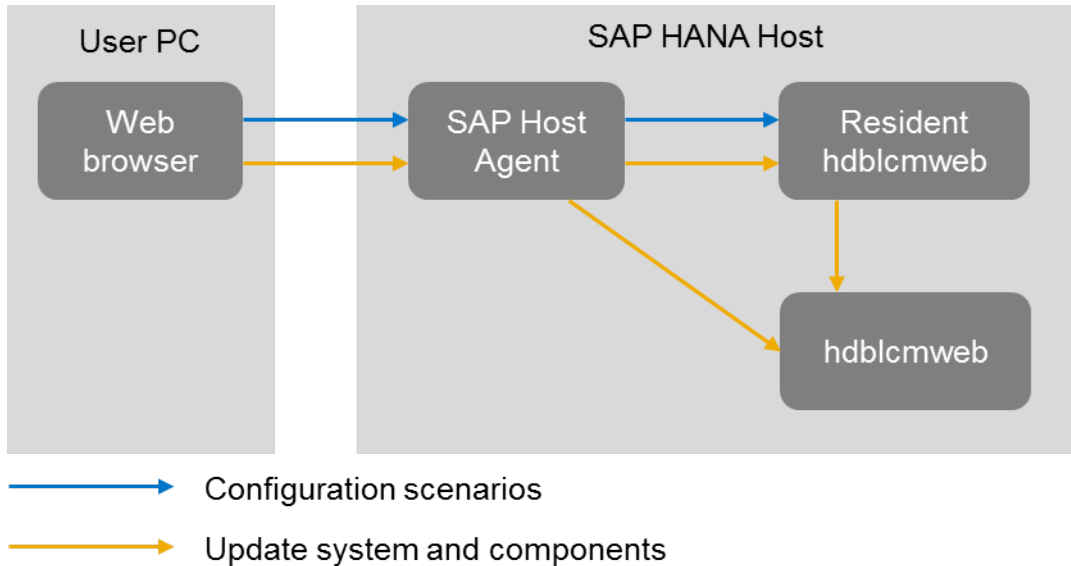 User PC
SAP HANA Host
Web
browser
SAP Host
Agent
Resident
hdblcmweb
hdblcmweb
Configuration scenarios
Update system and components